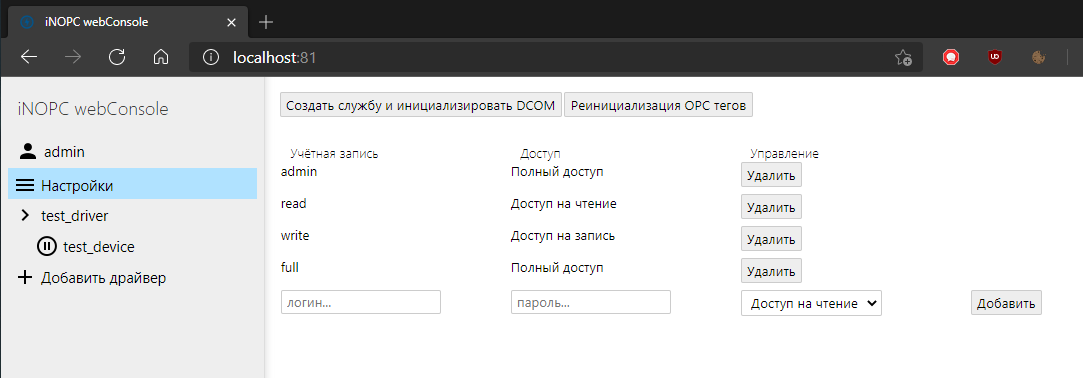 iNOPC webConsole
localhost:81
iNOPC webConsole
admin
Настройки
test_driver
test_device
Добавить драйвер
Создать службу и инициализировать DCOM Реинициализация OPC тегов
Учётная запись Доступ Управление
admin Полный доступ Удалить
read Доступ на чтение Удалить
write Доступ на запись Удалить
full Полный доступ Удалить
логин... пароль... Доступ на чтение Добавить